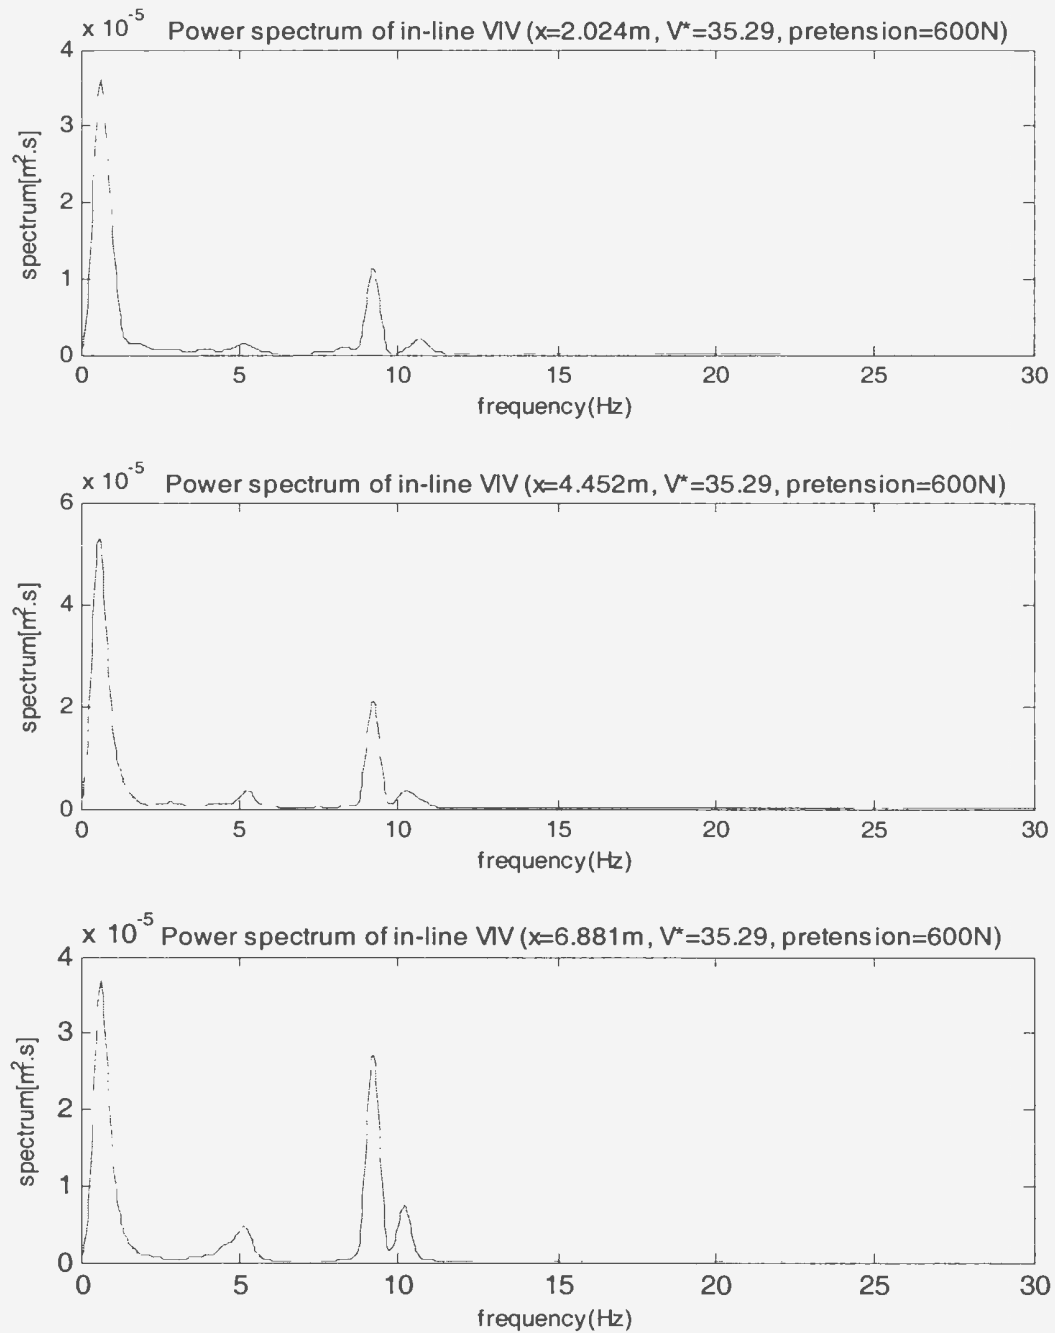 x 10^-5 Power spectrum of in-line VIV (x=2.024m, V*=35.29, pretension=600N)
4
3
2
1
0
spectrum[m².s]
0 5 10 15 20 25 30
frequency(Hz)
x 10^-5 Power spectrum of in-line VIV (x=4.452m, V*=35.29, pretension=600N)
6
4
2
0
spectrum[m².s]
0 5 10 15 20 25 30
frequency(Hz)
x 10^-5 Power spectrum of in-line VIV (x=6.881m, V*=35.29, pretension=600N)
4
3
2
1
0
spectrum[m².s]
0 5 10 15 20 25 30
frequency(Hz)